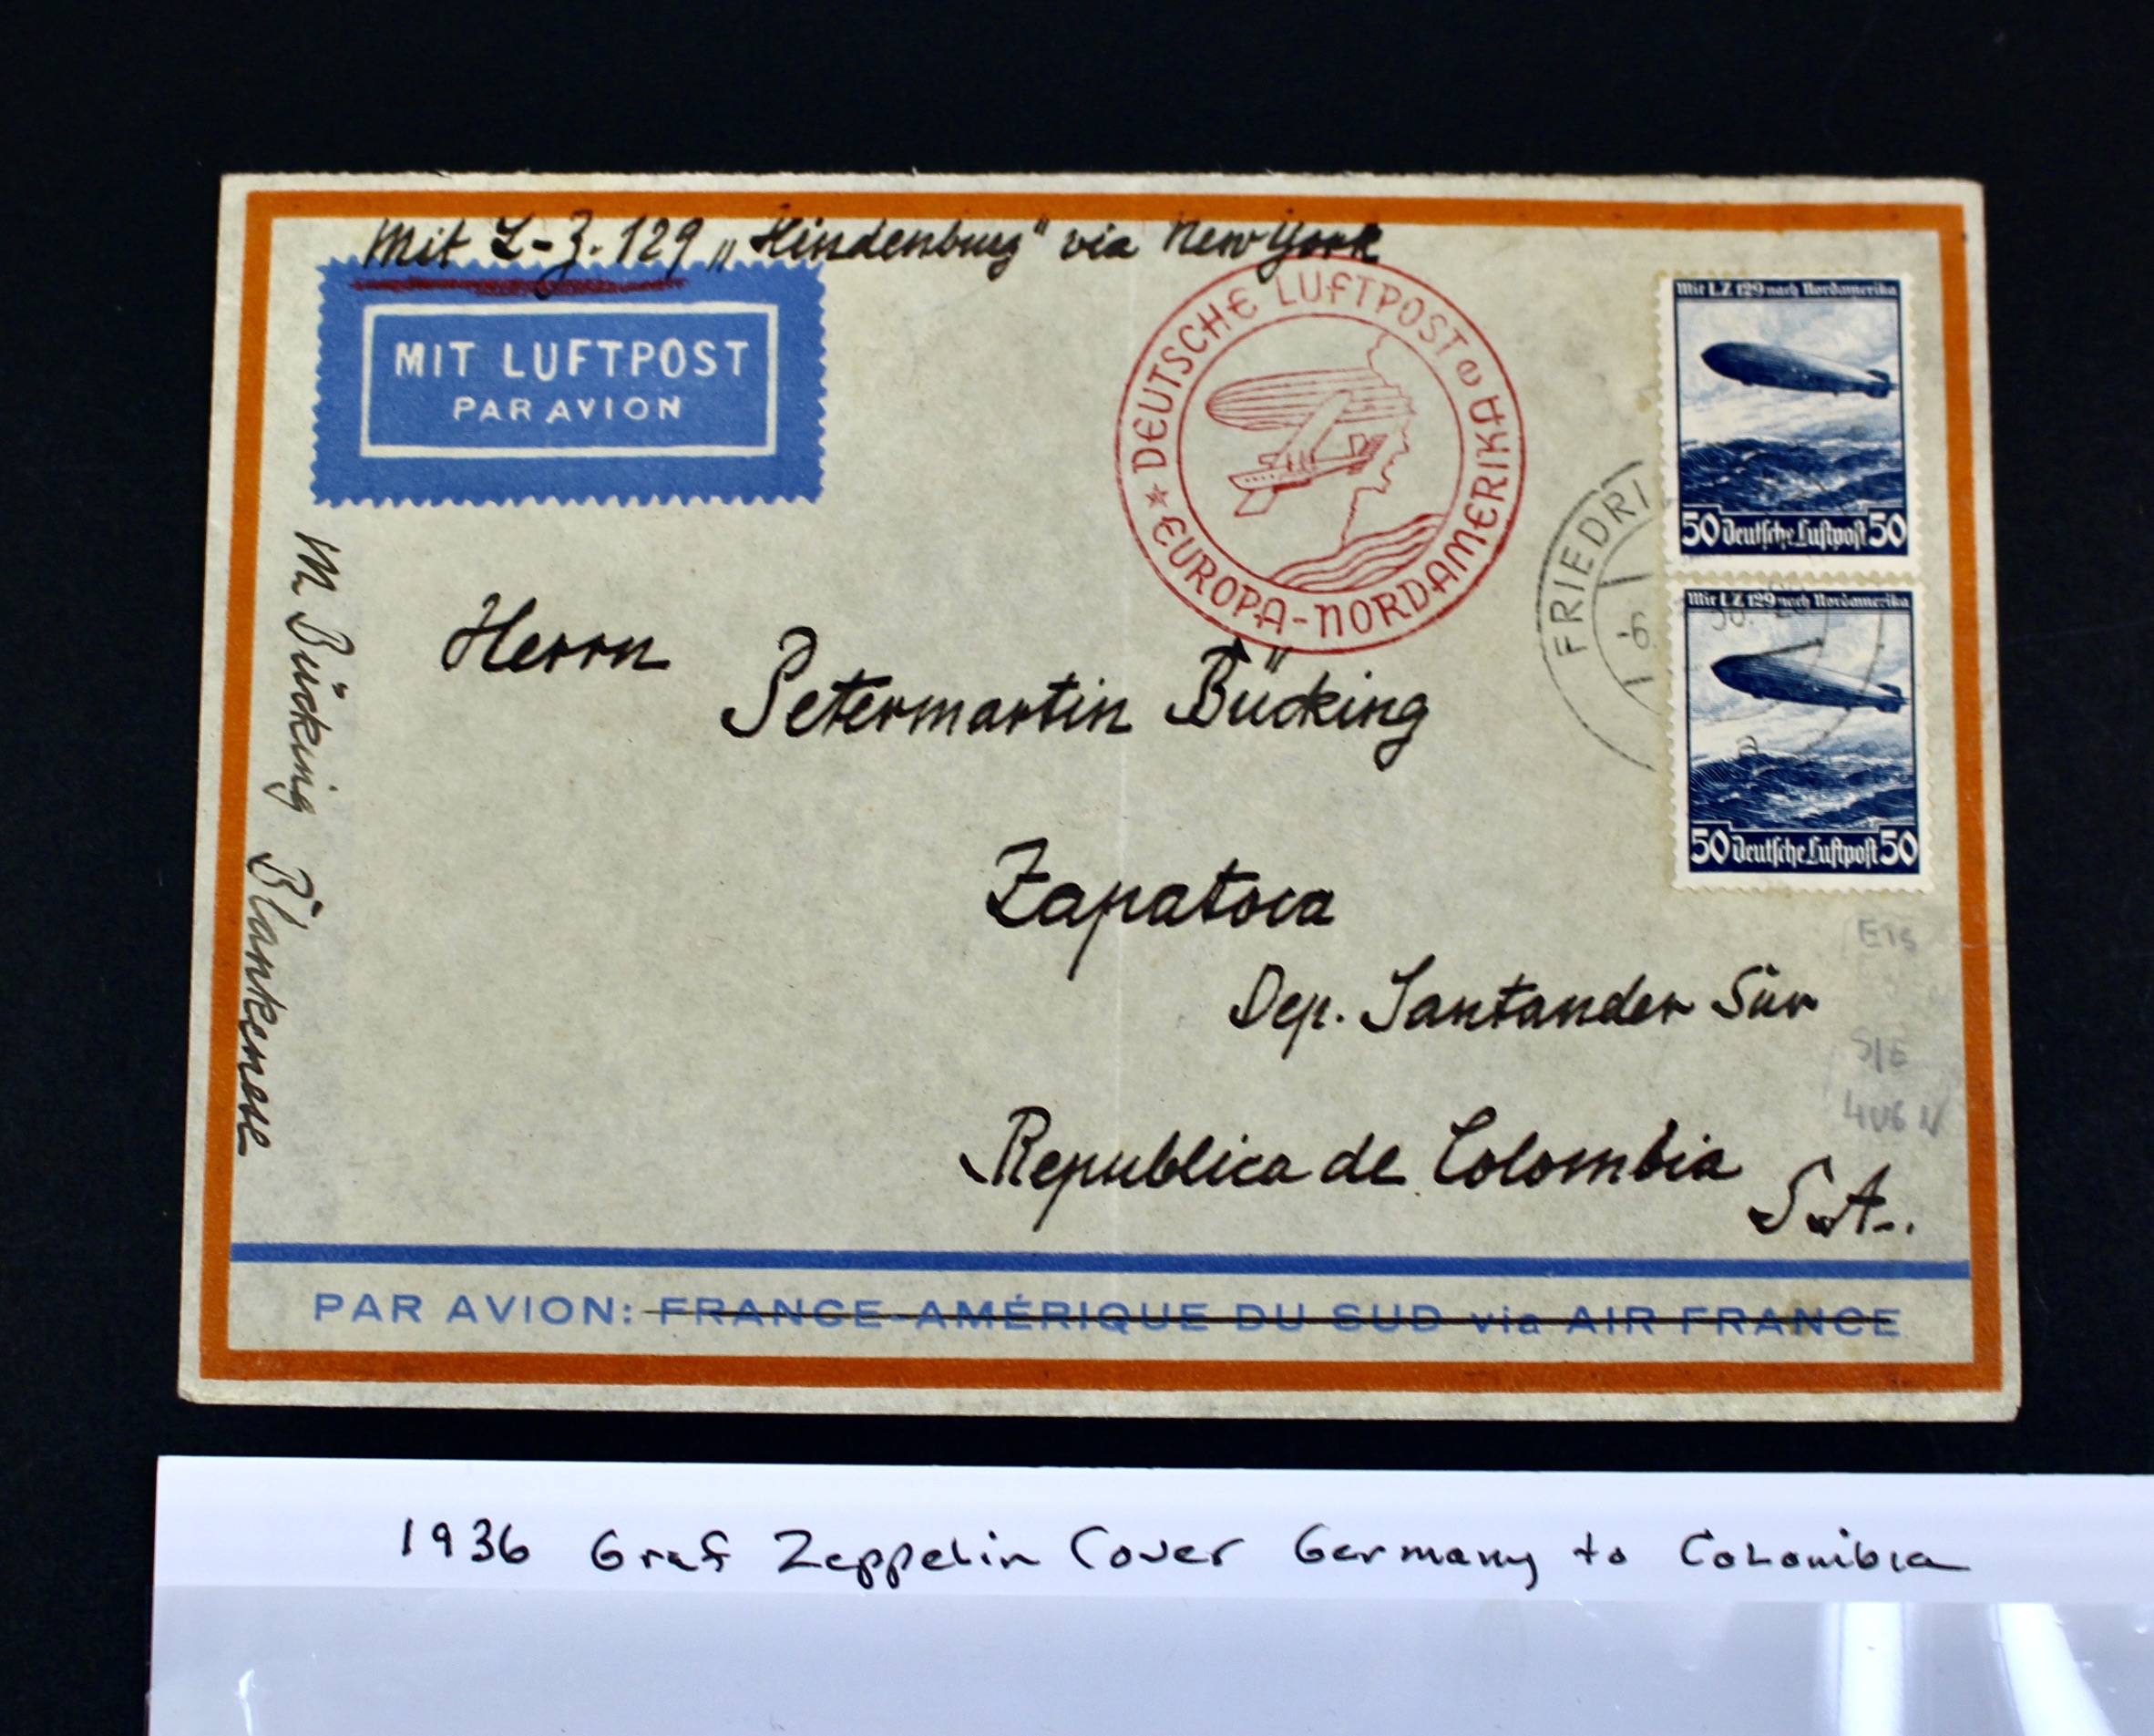 Mit L-Z. 129 „Hindenburg" via New York
MIT LUFTPOST
PAR AVION
DEUTSCHE LUFTPOST e
EUROPA-NORDAMERIKA
Mit LZ 129 nach Nordamerika
50 Deutsche Luftpost 50
FRIEDRI
-6.
36. 20
Mit LZ 129 nach Nordamerika
a
50 Deutsche Luftpost 50
M Bücking Blankenese
Herrn
Petermartin Bücking
Zapatoca
Dep. Santander Sur
Republica de Colombia
S.A.
S/E
PAR AVION: FRANCE-AMÉRIQUE DU SUD via AIR FRANCE
1936 Graf Zeppelin Cover Germany to Colombia